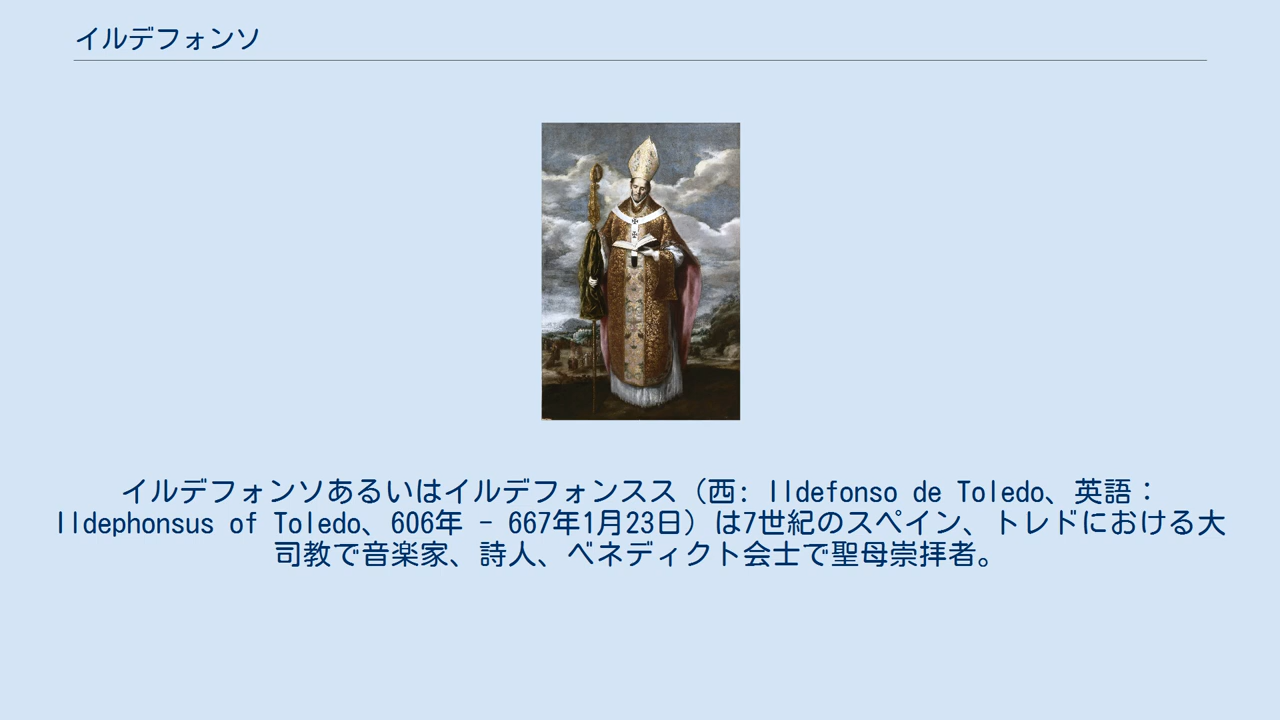 イルデフォンソ
イルデフォンソあるいはイルデフォンスス（西: Ildefonso de Toledo、英語：
Ildephonsus of Toledo、606年 - 667年1月23日）は7世紀のスペイン、トレドにおける大
司教で音楽家、詩人、ベネディクト会士で聖母崇拝者。